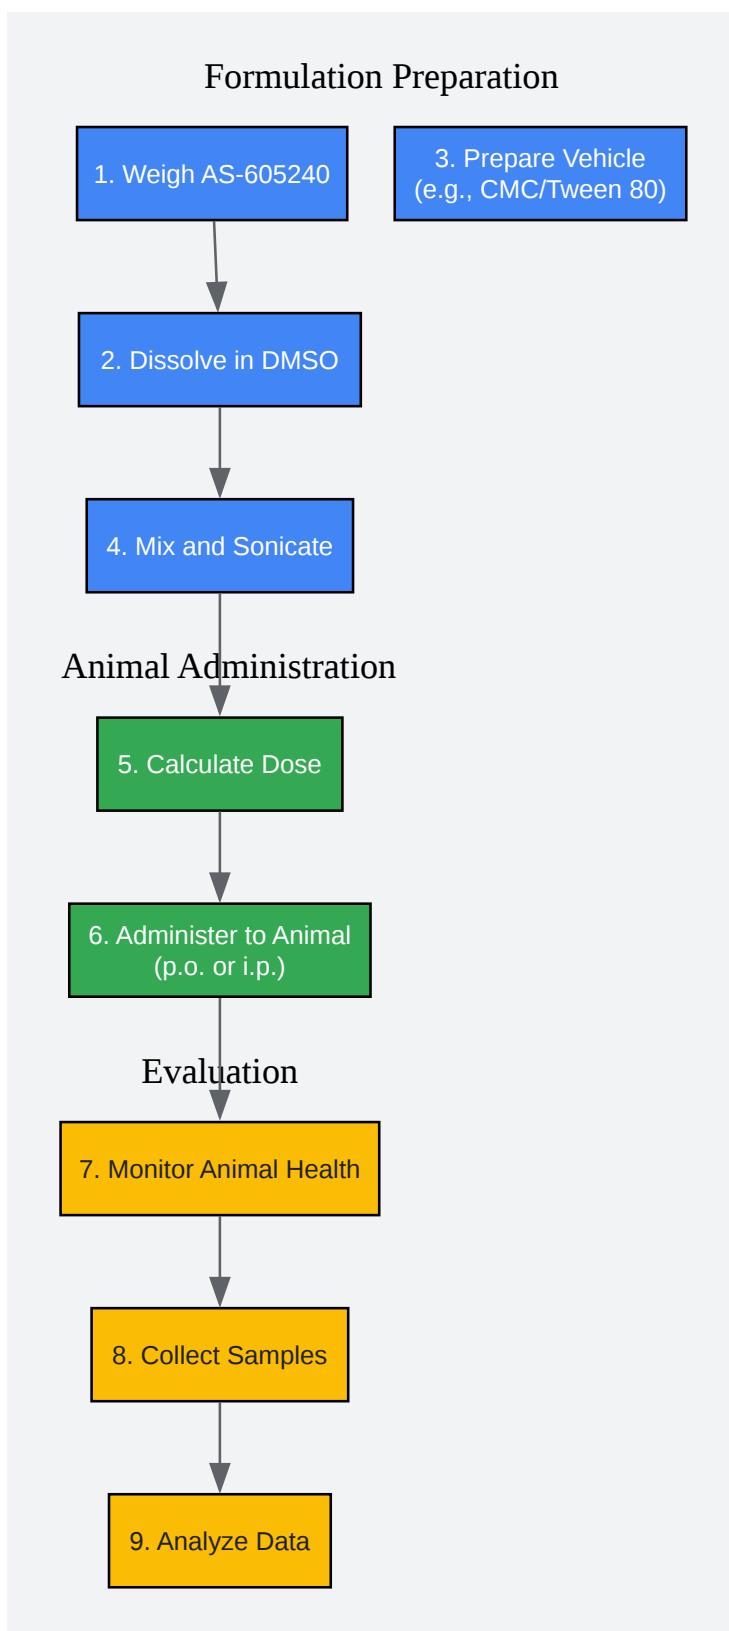 Formulation Preparation
1. Weigh AS-605240
3. Prepare Vehicle
(e.g., CMC/Tween 80)
2. Dissolve in DMSO
4. Mix and Sonicate
Animal Administration
5. Calculate Dose
6. Administer to Animal
(p.o. or i.p.)
Evaluation
7. Monitor Animal Health
8. Collect Samples
9. Analyze Data